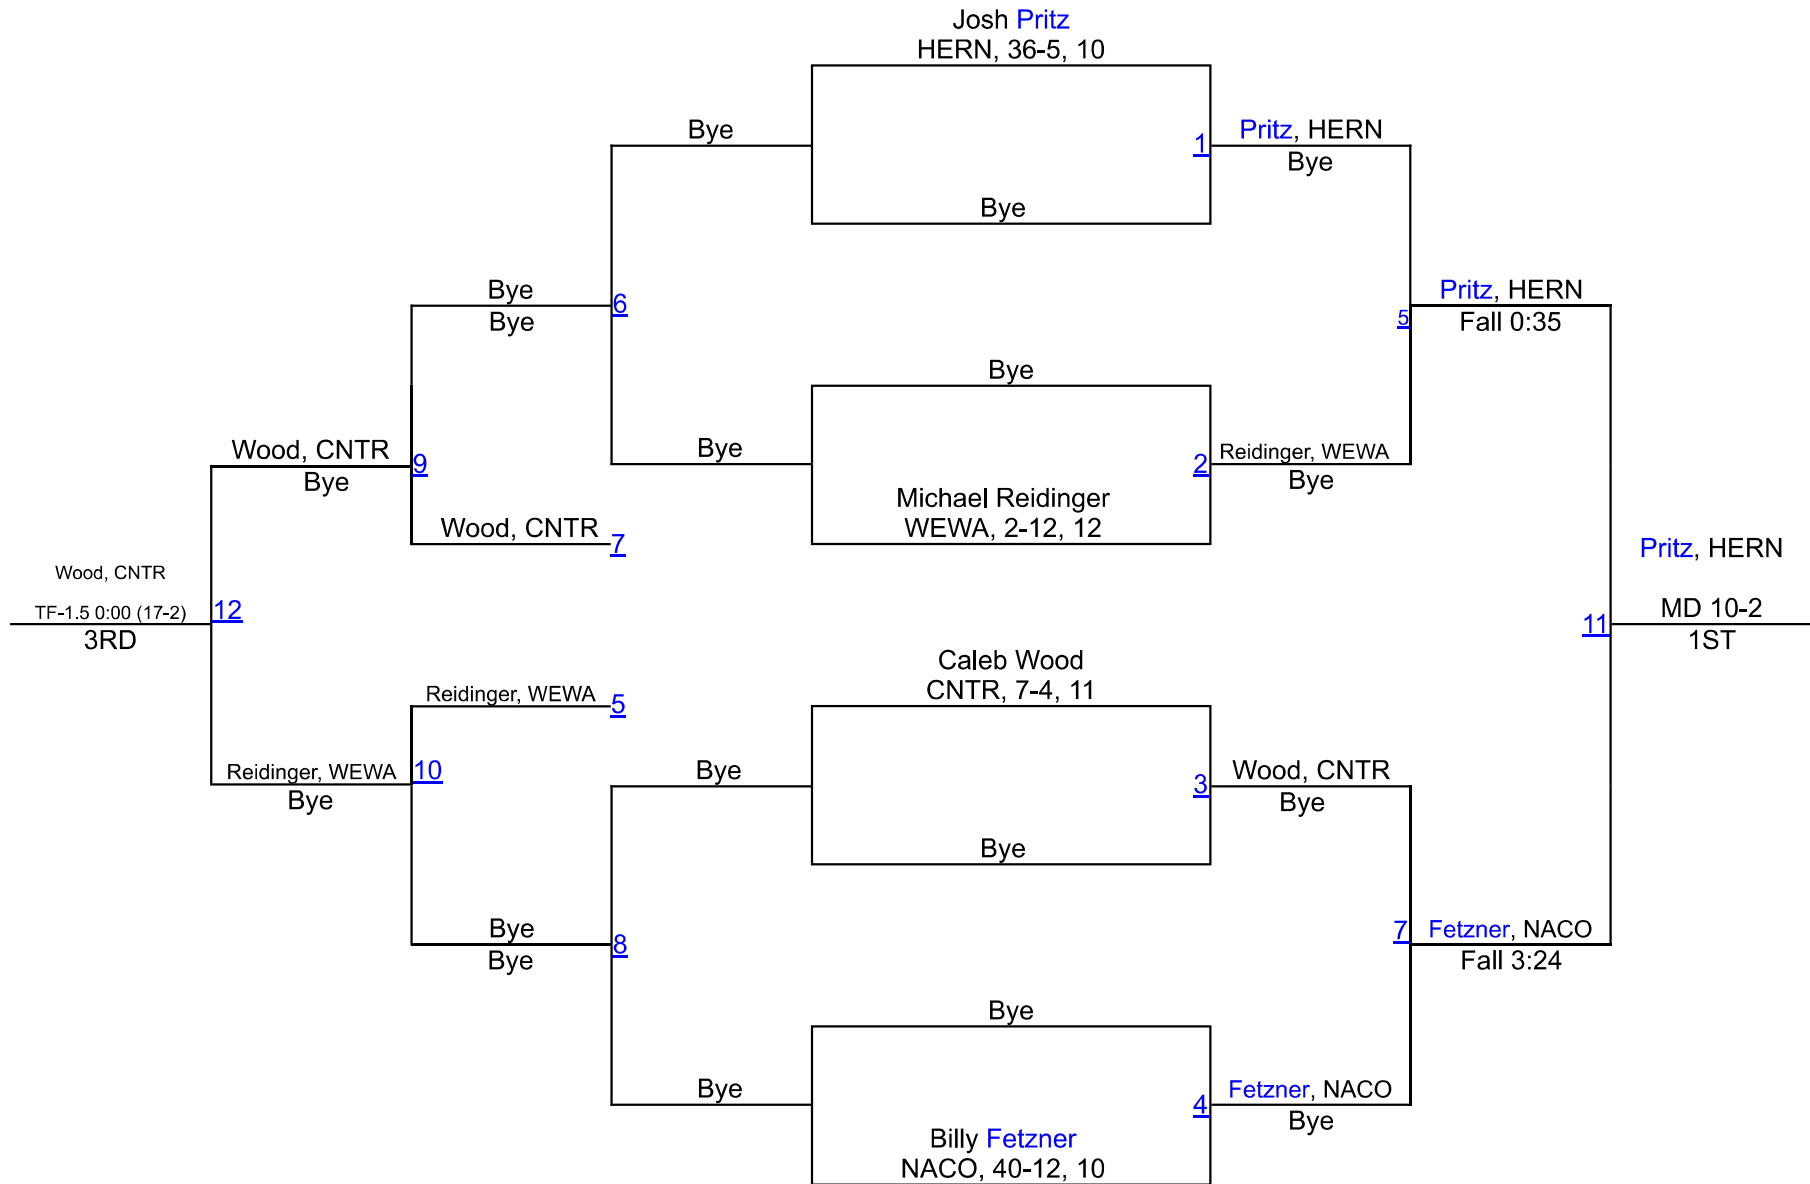 Josh Pritz
HERN, 36-5, 10
Bye
1
Pritz, HERN
Bye
Bye
Bye
Bye
6
Pritz, HERN
5
Fall 0:35
Bye
Wood, CNTR
9
Bye
Bye
2
Reidinger, WEWA
Bye
Michael Reidinger
WEWA, 2-12, 12
Wood, CNTR
7
Pritz, HERN
Wood, CNTR
TF-1.5 0:00 (17-2)
12
3RD
11
MD 10-2
1ST
Caleb Wood
CNTR, 7-4, 11
Reidinger, WEWA
5
Reidinger, WEWA
10
Bye
Bye
3
Wood, CNTR
Bye
Bye
Bye
Bye
8
7
Fetzner, NACO
Fall 3:24
Bye
Bye
4
Fetzner, NACO
Bye
Billy Fetzner
NACO, 40-12, 10